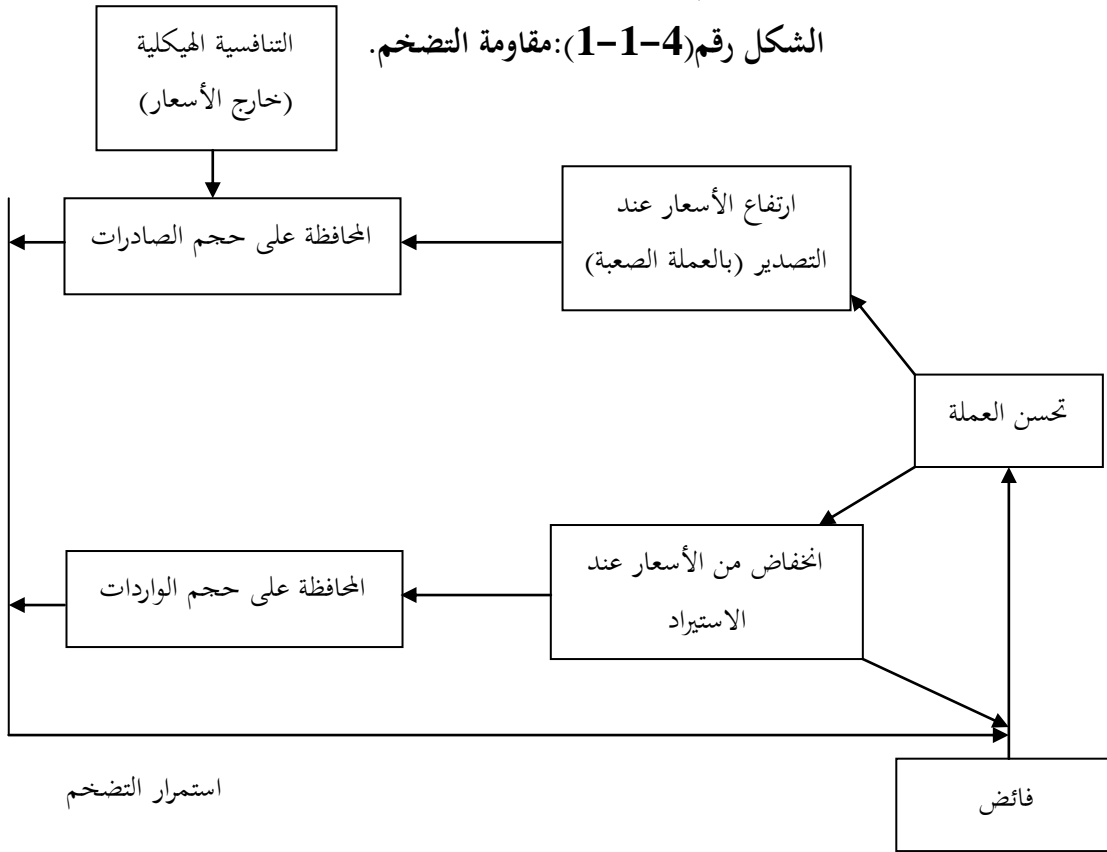 الشكل رقم(4-1-1):مقاومة التضخم.
التنافسية الهيكلية
(خارج الأسعار)
ارتفاع الأسعار عند
التصدير (بالعملة الصعبة)
المحافظة على حجم الصادرات
تحسن العملة
انخفاض من الأسعار عند
الاستيراد
المحافظة على حجم الواردات
فائض
استمرار التضخم